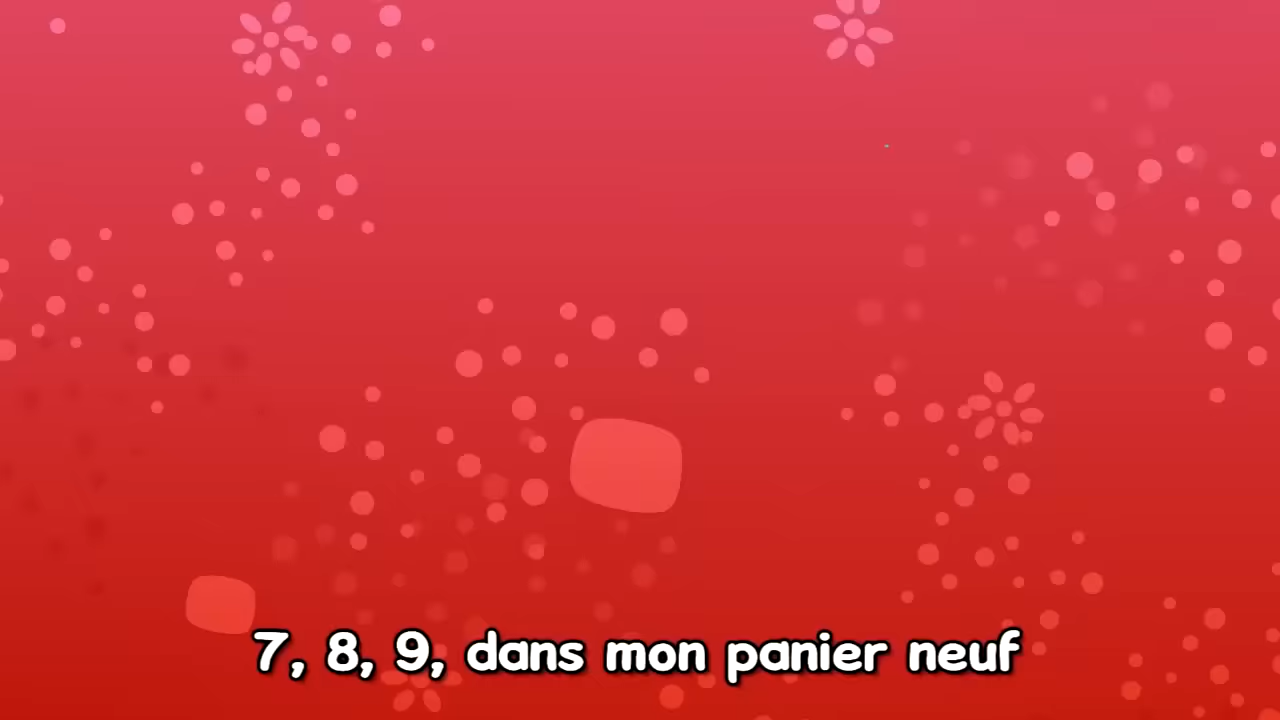 7, 8, 9, dans mon panier neuf